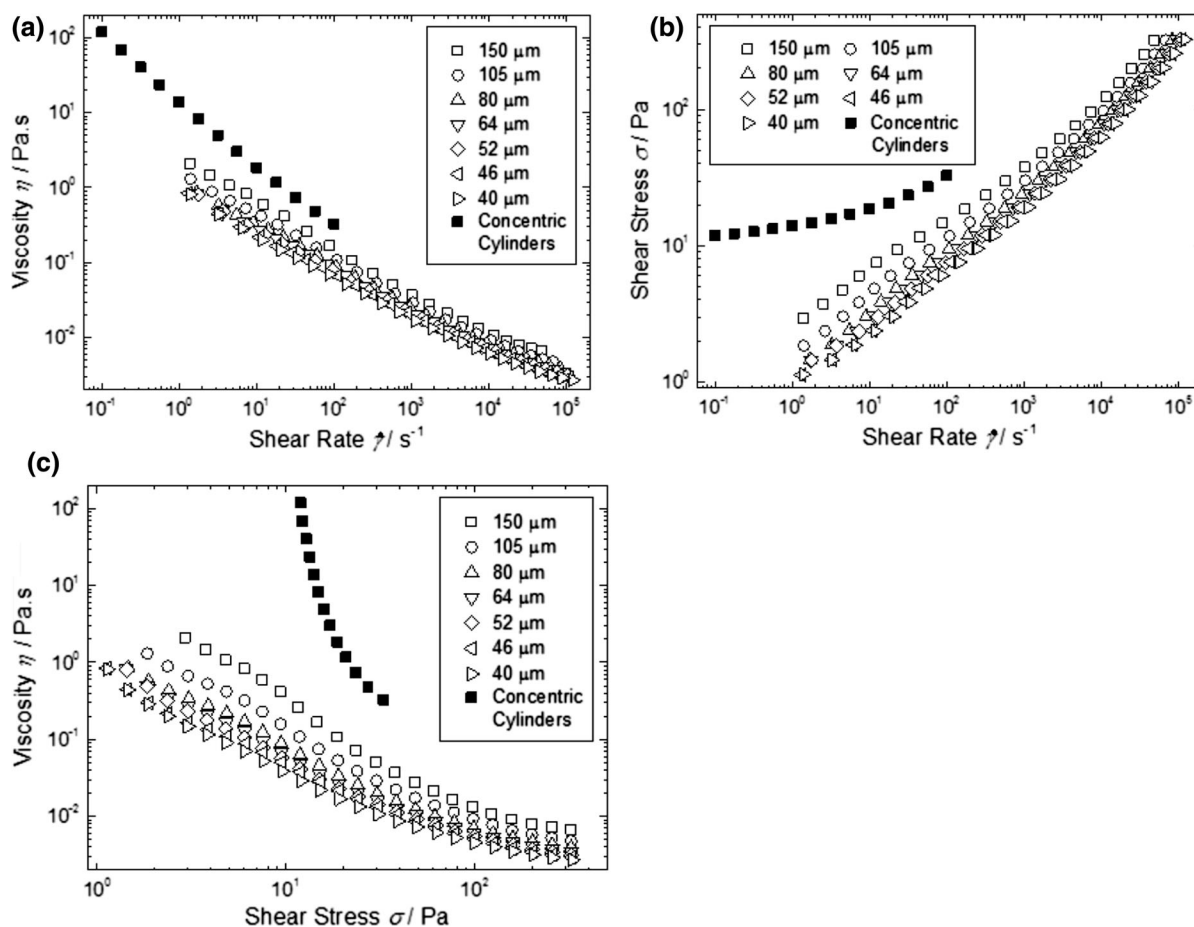 (a)
10²
10¹
10⁰
10⁻¹
10⁻²
Viscosity η / Pa.s
150 μm
105 μm
80 μm
64 μm
52 μm
46 μm
40 μm
Concentric
Cylinders
10⁻¹ 10⁰ 10¹ 10² 10³ 10⁴ 10⁵
Shear Rate γ̇ / s⁻¹
(b)
10²
10¹
10⁰
Shear Stress σ / Pa
150 μm 105 μm
80 μm 64 μm
52 μm 46 μm
40 μm Concentric
Cylinders
10⁻¹ 10⁰ 10¹ 10² 10³ 10⁴ 10⁵
Shear Rate γ̇ / s⁻¹
(c)
10²
10¹
10⁰
10⁻¹
10⁻²
Viscosity η / Pa.s
150 μm
105 μm
80 μm
64 μm
52 μm
46 μm
40 μm
Concentric
Cylinders
10⁰ 10¹ 10²
Shear Stress σ / Pa